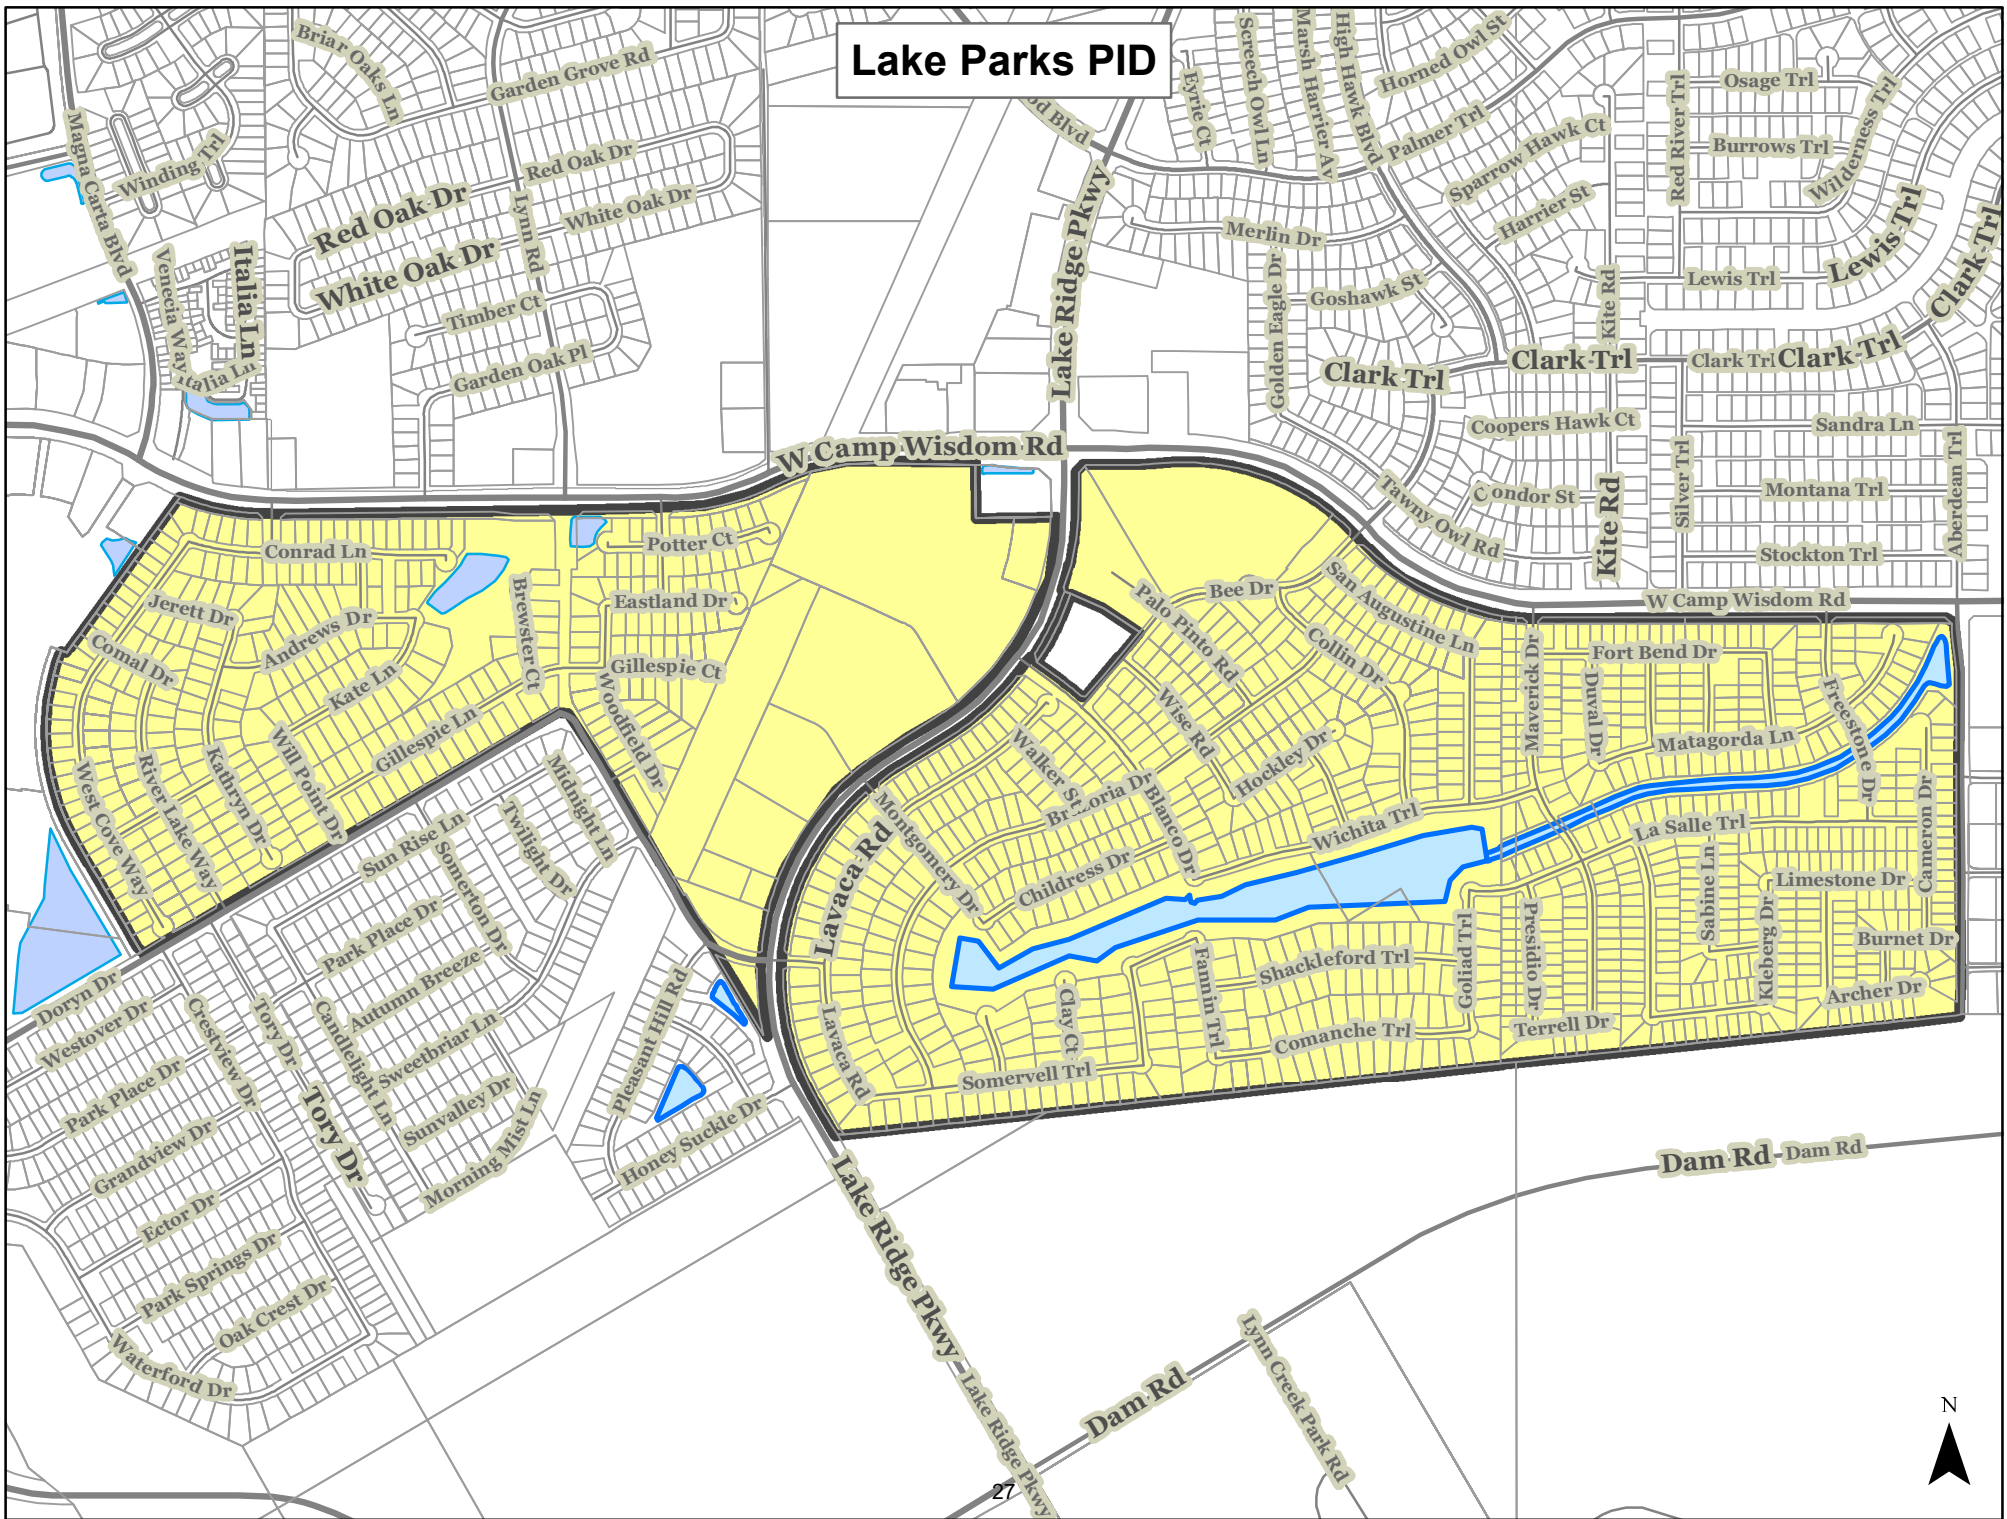 Lake Parks PID
Briar Oaks Ln
Garden Grove Rd
Magna Carta Blvd
Winding Trl
Red Oak Dr
Red Oak Dr
White Oak Dr
White Oak Dr
Lynn Rd
Venecia Way
Italia Ln
Italia Ln
Timber Ct
Garden Oak Pl
od Blvd
Eyrie Ct
Screech Owl Ln
Marsh Harrier Av
High Hawk Blvd
Horned Owl St
Palmer Trl
Sparrow Hawk Ct
Harrier St
Red River Trl
Osage Trl
Burrows Trl
Wilderness Trl
Lewis Trl
Lewis Trl
Clark Trl
Lake Ridge Pkwy
Merlin Dr
Golden Eagle Dr
Goshawk St
Kite Rd
Clark Trl
Clark Trl
Clark Trl
Clark Trl
Coopers Hawk Ct
Sandra Ln
Silver Trl
Aberdean Trl
W Camp Wisdom Rd
Tawny Owl Rd
Condor St
Kite Rd
Montana Trl
Stockton Trl
W Camp Wisdom Rd
Conrad Ln
Potter Ct
Jerett Dr
Andrews Dr
Brewster Ct
Eastland Dr
Comal Dr
Kate Ln
Gillespie Ct
Gillespie Ln
Woodfield Dr
West Cove Way
River Lake Way
Kathryn Dr
Will Point Dr
Palo Pinto Rd
Bee Dr
San Augustine Ln
Collin Dr
Maverick Dr
Fort Bend Dr
Duval Dr
Freestone Dr
Matagorda Ln
Wise Rd
Walker St
Hockley Dr
Brazoria Dr
Blanco Dr
Montgomery Dr
Lavaca Rd
Childress Dr
Wichita Trl
La Salle Trl
Cameron Dr
Sabine Ln
Limestone Dr
Kleberg Dr
Burnet Dr
Archer Dr
Presidio Dr
Goliad Trl
Terrell Dr
Shackleford Trl
Fannin Trl
Comanche Trl
Clay Ct
Somervell Trl
Lavaca Rd
Midnight Ln
Twilight Dr
Sun Rise Ln
Somerton Dr
Park Place Dr
Autumn Breeze
Doryn Dr
Westover Dr
Crestview Dr
Tory Dr
Candlelight Ln
Sweetbriar Ln
Pleasant Hill Rd
Park Place Dr
Tory Dr
Sunvalley Dr
Morning Mist Ln
Honey Suckle Dr
Grandview Dr
Ector Dr
Park Springs Dr
Oak Crest Dr
Waterford Dr
Lake Ridge Pkwy
Lake Ridge Pkwy
Dam Rd
Dam Rd
Dam Rd
Lynn Creek Park Rd
N
27